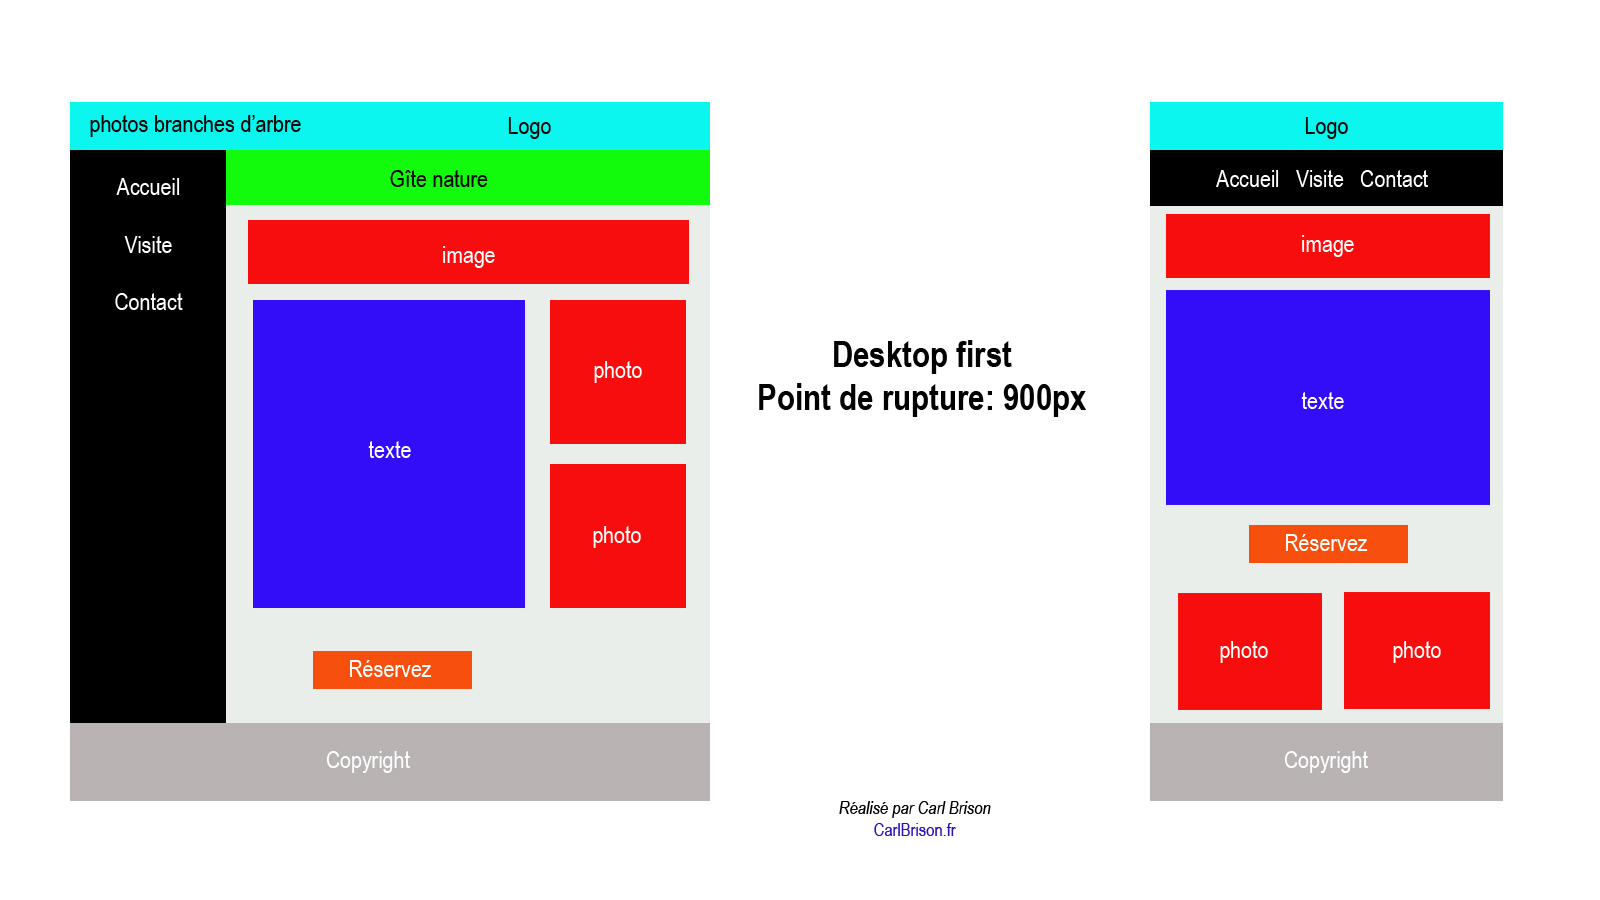 photos branches d’arbre
Logo
Accueil
Visite
Contact
Gîte nature
image
texte
photo
photo
Réservez
Copyright
Desktop first
Point de rupture: 900px
Réalisé par Carl Brison
CarlBrison.fr
Logo
Accueil Visite Contact
image
texte
Réservez
photo photo
Copyright